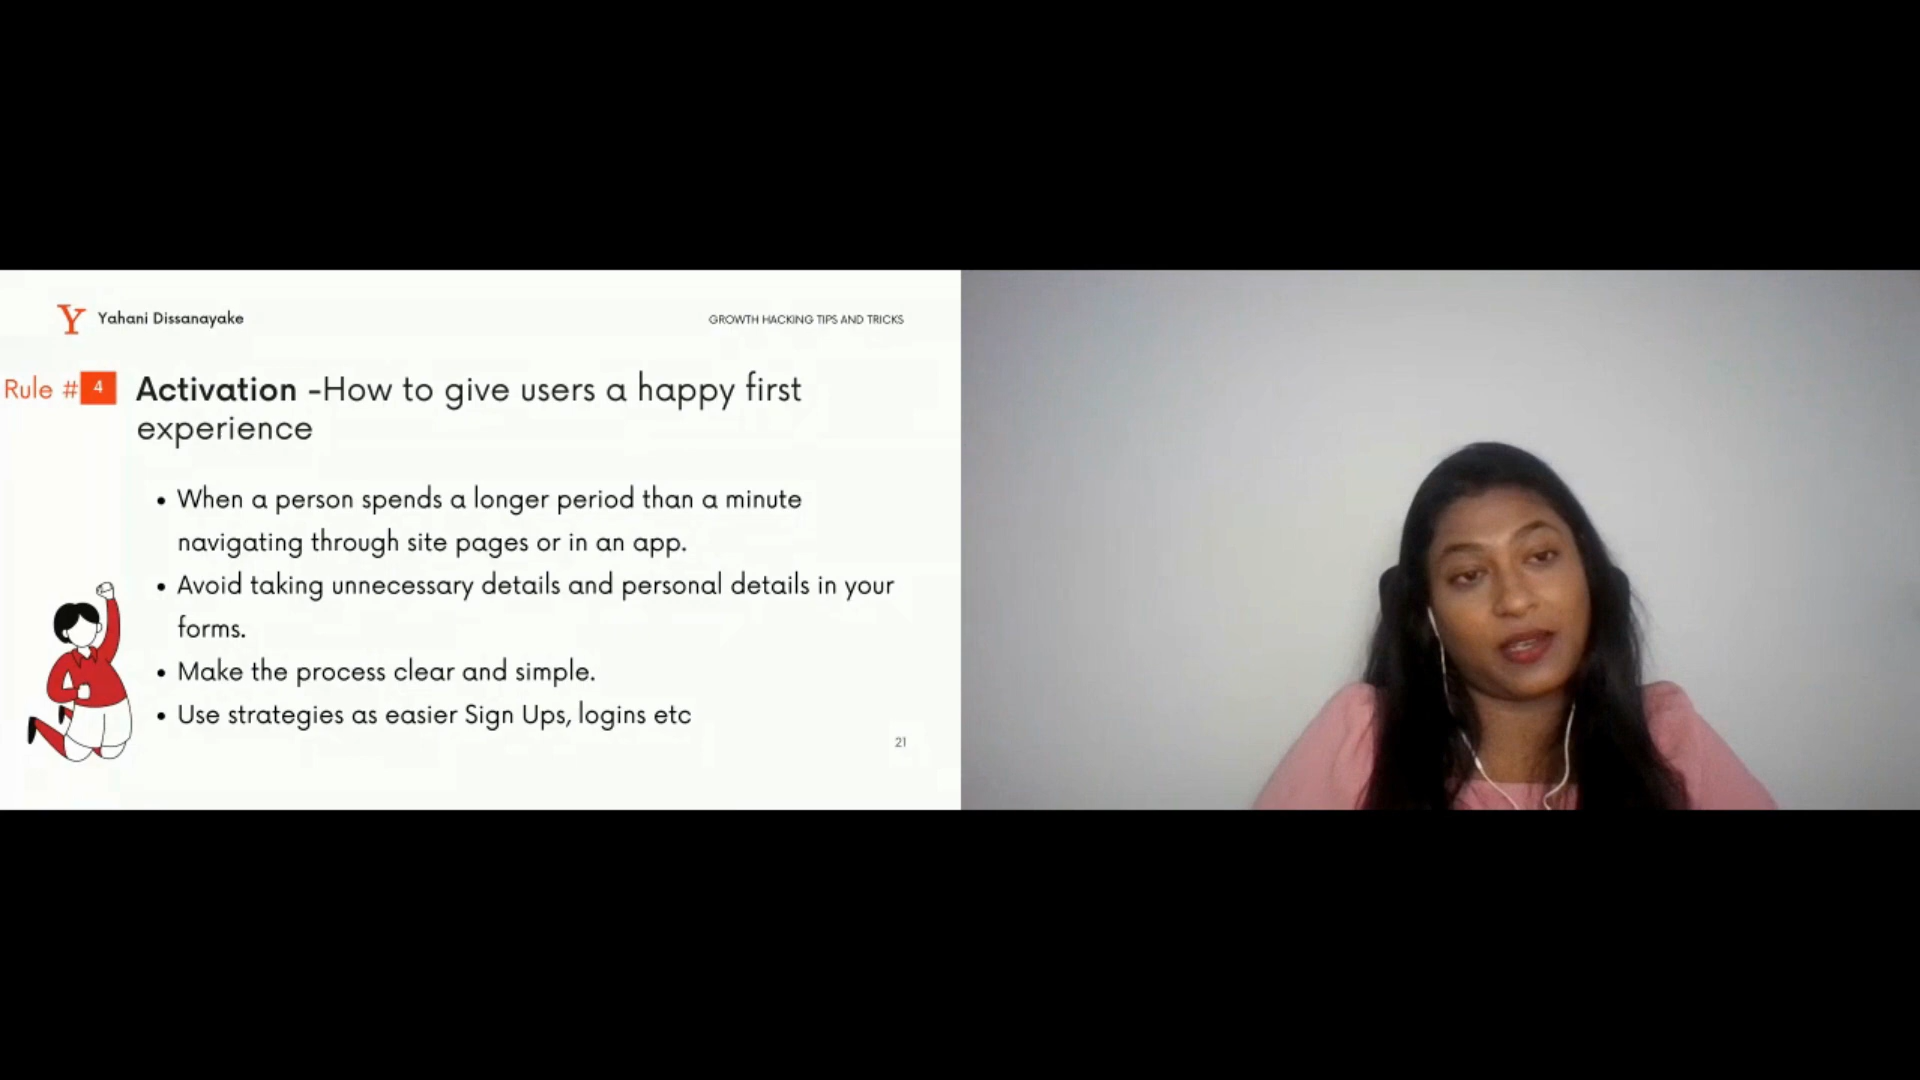 Y Yahani Dissanayake
GROWTH HACKING TIPS AND TRICKS
Rule # 4
Activation -How to give users a happy first
experience
• When a person spends a longer period than a minute
navigating through site pages or in an app.
• Avoid taking unnecessary details and personal details in your
forms.
• Make the process clear and simple.
• Use strategies as easier Sign Ups, logins etc
21